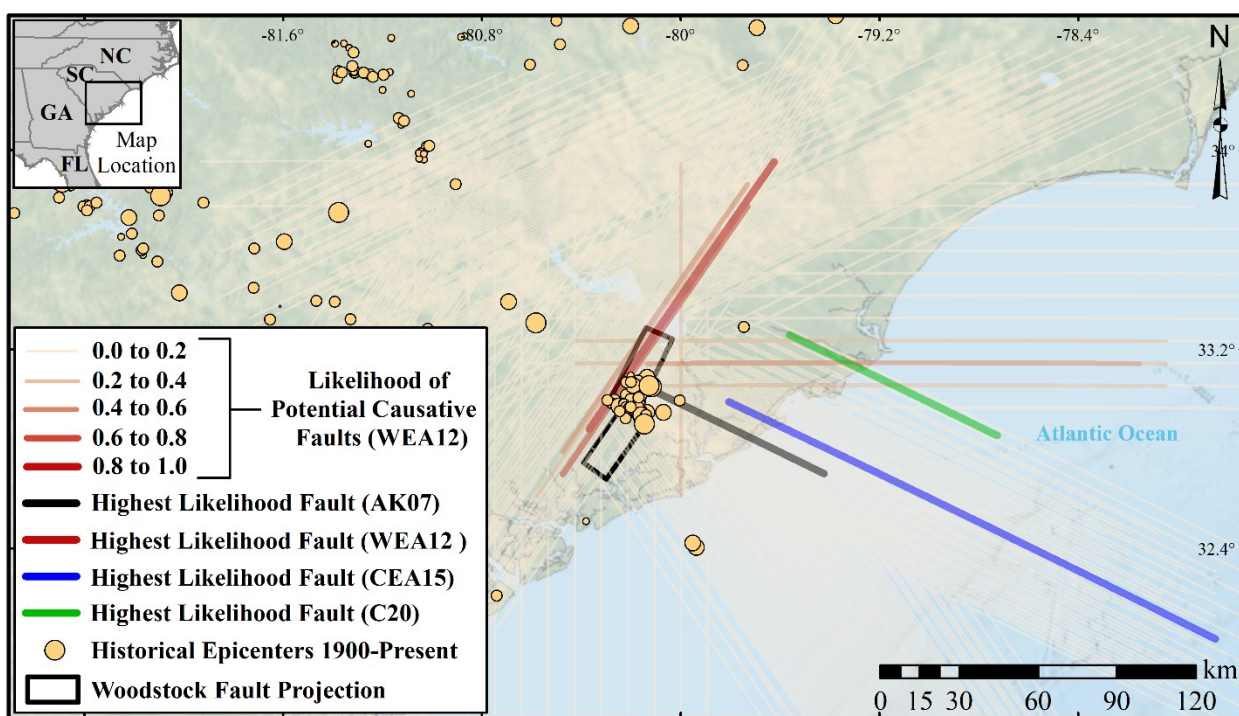 -81.6°
-80.8°
-80°
-79.2°
-78.4°
N
NC
SC
GA
FL
Map
Location
34°
33.2°
32.4°
Atlantic Ocean
0.0 to 0.2
0.2 to 0.4
0.4 to 0.6
0.6 to 0.8
0.8 to 1.0
Likelihood of
Potential Causative
Faults (WEA12)
Highest Likelihood Fault (AK07)
Highest Likelihood Fault (WEA12 )
Highest Likelihood Fault (CEA15)
Highest Likelihood Fault (C20)
Historical Epicenters 1900-Present
Woodstock Fault Projection
km
0 15 30 60 90 120